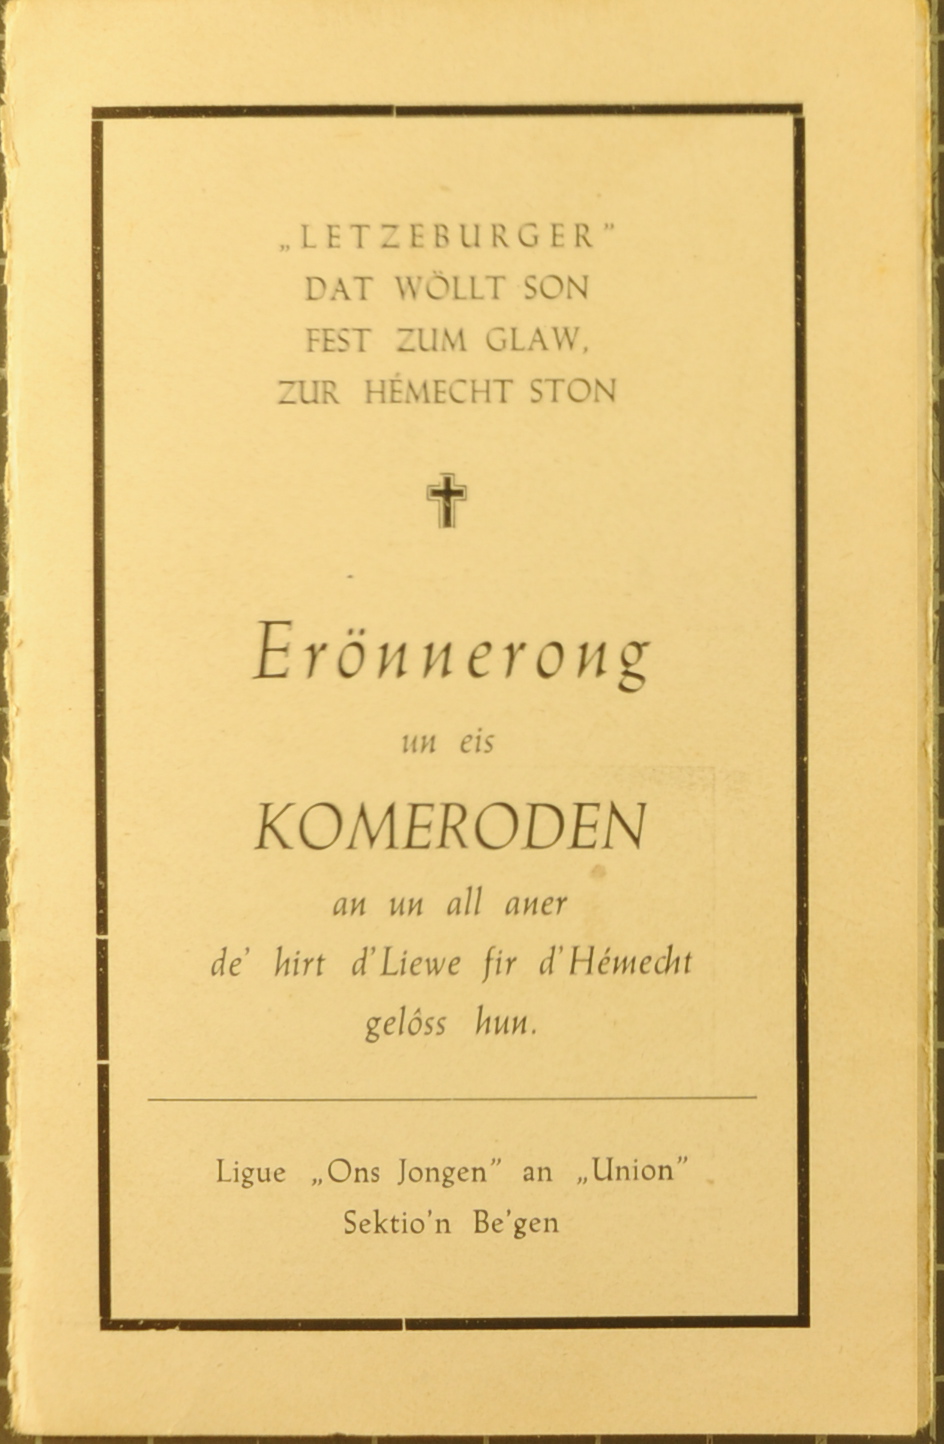 „LETZEBURGER”
DAT WÖLLT SON
FEST ZUM GLAW,
ZUR HÉMECHT STON
Erönnerong
un eis
KOMERODEN
an un all aner
de’ hirt d’Liewe fir d’Hémecht
gelôss hun.
Ligue „Ons Jongen” an „Union”
Sektio’n Be’gen